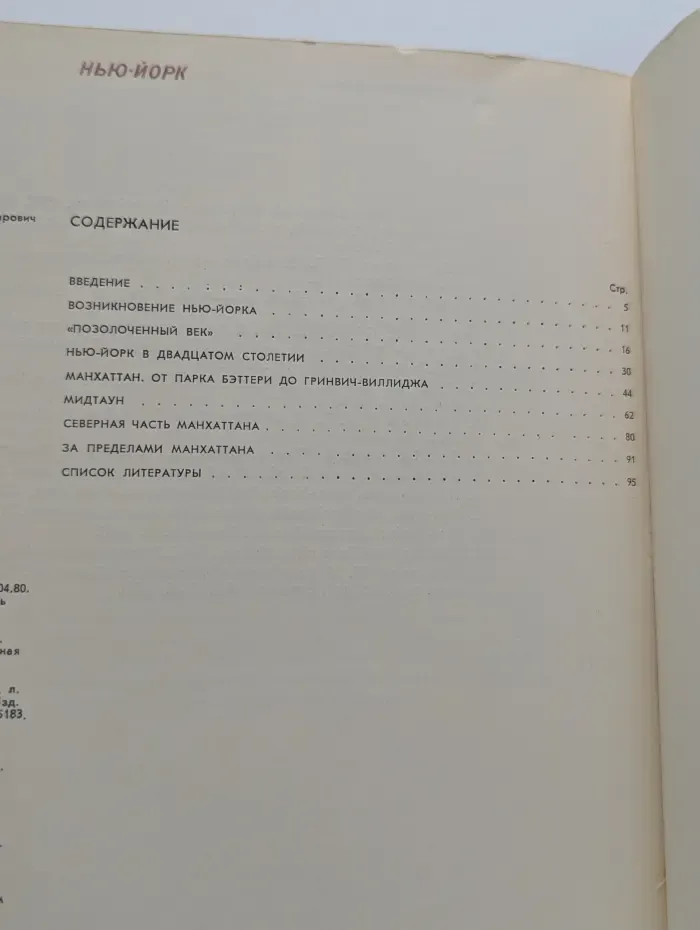 НЬЮ-ЙОРК
СОДЕРЖАНИЕ
Стр.
ВВЕДЕНИЕ . . . . . . . . . . . . . . . . . . . . 5
ВОЗНИКНОВЕНИЕ НЬЮ-ЙОРКА . . . . . . . . . . . . . . . . . . . . 11
«ПОЗОЛОЧЕННЫЙ ВЕК» . . . . . . . . . . . . . . . . . . . . 16
НЬЮ-ЙОРК В ДВАДЦАТОМ СТОЛЕТИИ . . . . . . . . . . . . . . . . . . . . 30
МАНХАТТАН. ОТ ПАРКА БЭТТЕРИ ДО ГРИНВИЧ-ВИЛЛИДЖА . . . . . . . . . . . . 44
МИДТАУН . . . . . . . . . . . . . . . . . . . . 62
СЕВЕРНАЯ ЧАСТЬ МАНХАТТАНА . . . . . . . . . . . . . . . . . . . . 80
ЗА ПРЕДЕЛАМИ МАНХАТТАНА . . . . . . . . . . . . . . . . . . . . 91
СПИСОК ЛИТЕРАТУРЫ . . . . . . . . . . . . . . . . . . . . 95
04.80.
л.